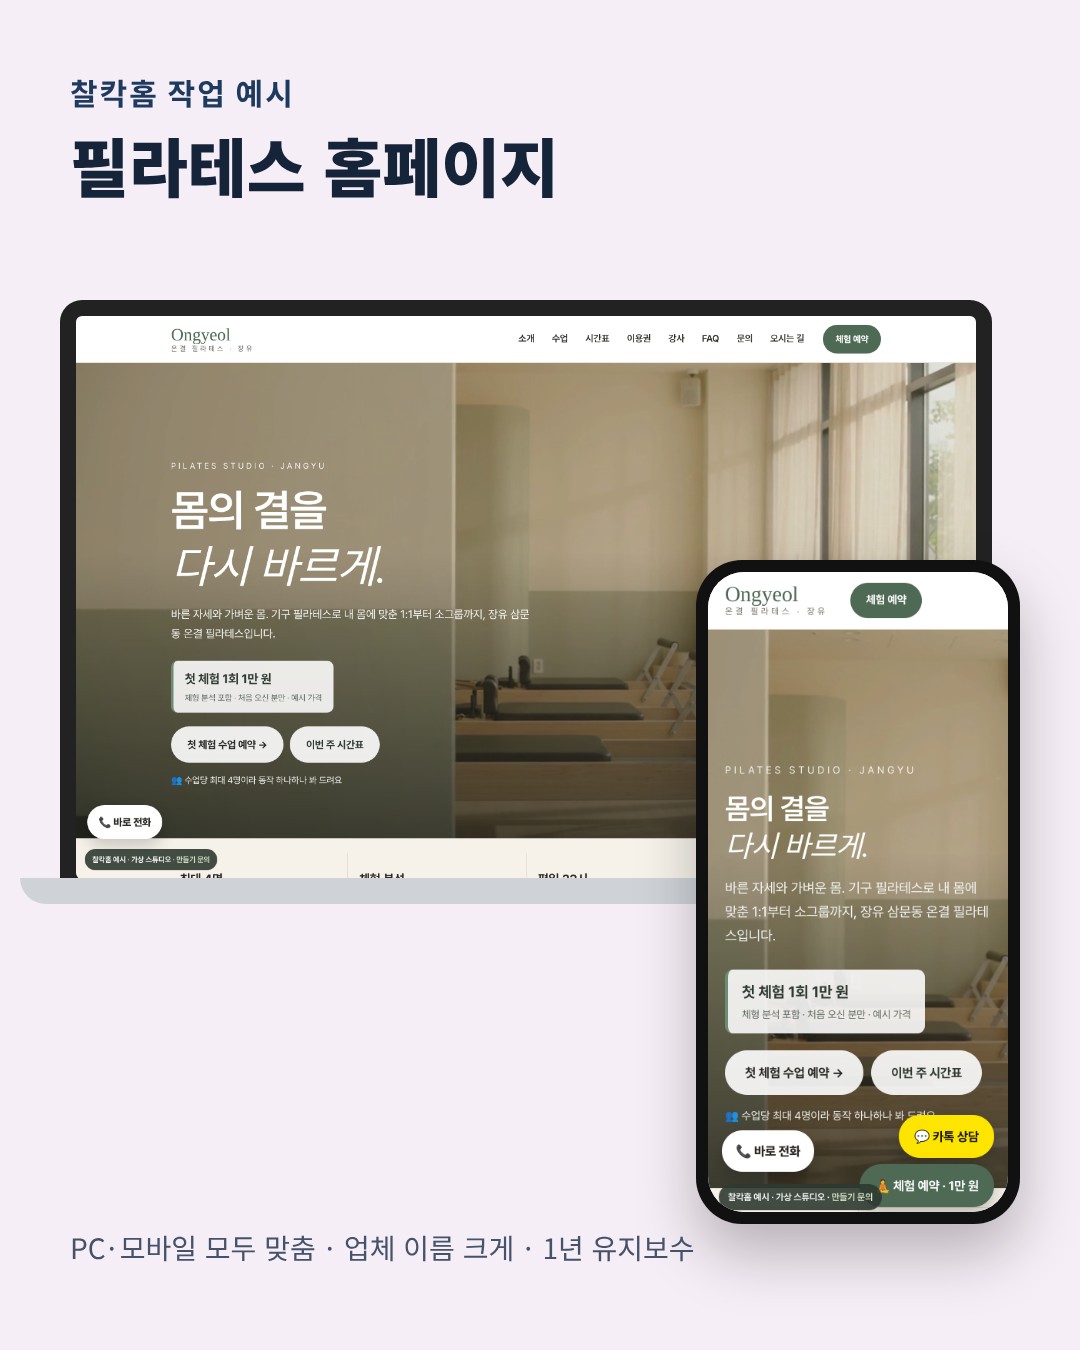 찰칵홈 작업 예시
필라테스 홈페이지
Ongyeol
온결 필라테스 · 장유
소개 수업 시간표 이용권 강사 FAQ 문의 오시는 길 체험 예약
PILATES STUDIO · JANGYU
몸의 결을
다시 바르게.
바른 자세와 가벼운 몸. 기구 필라테스로 내 몸에 맞춘 1:1부터 소그룹까지, 장유 삼문
동 온결 필라테스입니다.
첫 체험 1회 1만 원
체형 분석 포함 · 처음 오신 분만 · 예시 가격
첫 체험 수업 예약 →
이번 주 시간표
👥 수업당 최대 4명이라 동작 하나하나 봐 드려요
📞 바로 전화
찰칵홈 예시 · 가상 스튜디오 · 만들기 문의
Ongyeol
온결 필라테스 · 장유
체험 예약
PILATES STUDIO · JANGYU
몸의 결을
다시 바르게.
바른 자세와 가벼운 몸. 기구 필라테스로 내 몸에
맞춘 1:1부터 소그룹까지, 장유 삼문동 온결 필라테
스입니다.
첫 체험 1회 1만 원
체형 분석 포함 · 처음 오신 분만 · 예시 가격
첫 체험 수업 예약 →
이번 주 시간표
👥 수업당 최대 4명이라 동작 하나하나 봐
💬 카톡 상담
📞 바로 전화
체험 예약 · 1만 원
찰칵홈 예시 · 가상 스튜디오 · 만들기 문의
PC·모바일 모두 맞춤 · 업체 이름 크게 · 1년 유지보수